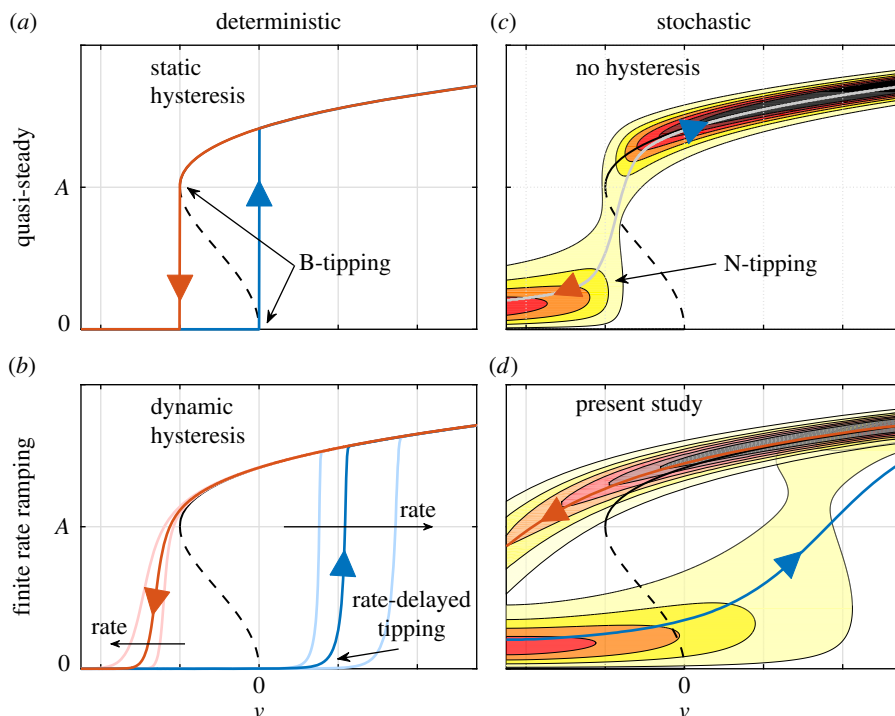 (a) deterministic
static
hysteresis
quasi-steady
A
B-tipping
0
(c) stochastic
no hysteresis
N-tipping
(b)
dynamic
hysteresis
finite rate ramping
A
rate
rate-delayed
tipping
rate
0
0
ν
(d)
present study
0
ν